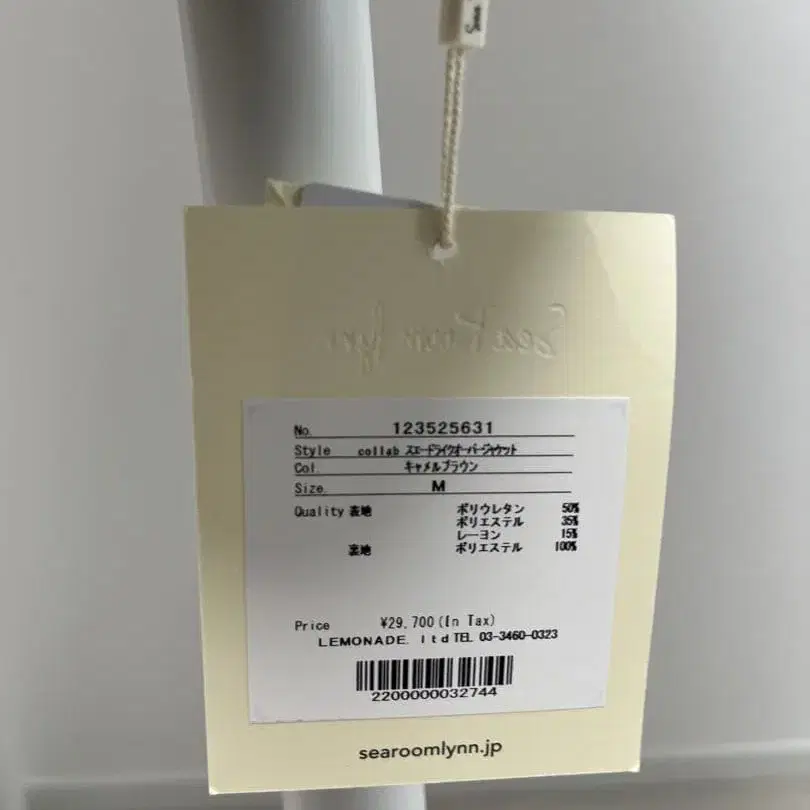 No. 123525631
Style collab スエードライクオーバージャケット
Col. キャメルブラウン
Size. M
Quality 表地 ポリウレタン 50%
ポリエステル 35%
レーヨン 15%
裏地 ポリエステル 100%
Price ¥29,700(In Tax)
LEMONADE. ltd TEL 03-3460-0323
2200000032744
searoomlynn.jp